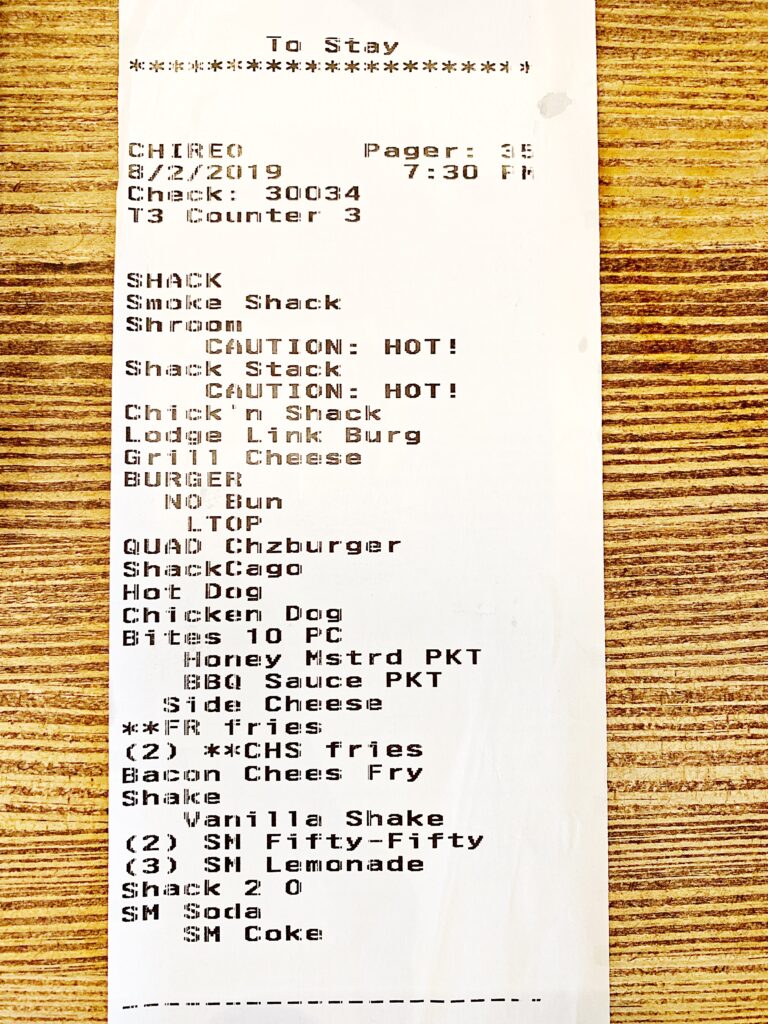 To Stay
********************
CHIREO Pager: 35
8/2/2019 7:30 PM
Check: 30034
T3 Counter 3
SHACK
Smoke Shack
Shroom
CAUTION: HOT!
Shack Stack
CAUTION: HOT!
Chick'n Shack
Lodge Link Burg
Grill Cheese
BURGER
NO Bun
LTOP
QUAD Chzburger
ShackCago
Hot Dog
Chicken Dog
Bites 10 PC
Honey Mstrd PKT
BBQ Sauce PKT
Side Cheese
**FR fries
(2) **CHS fries
Bacon Chees Fry
Shake
Vanilla Shake
(2) SM Fifty-Fifty
(3) SM Lemonade
Shack 2 0
SM Soda
SM Coke